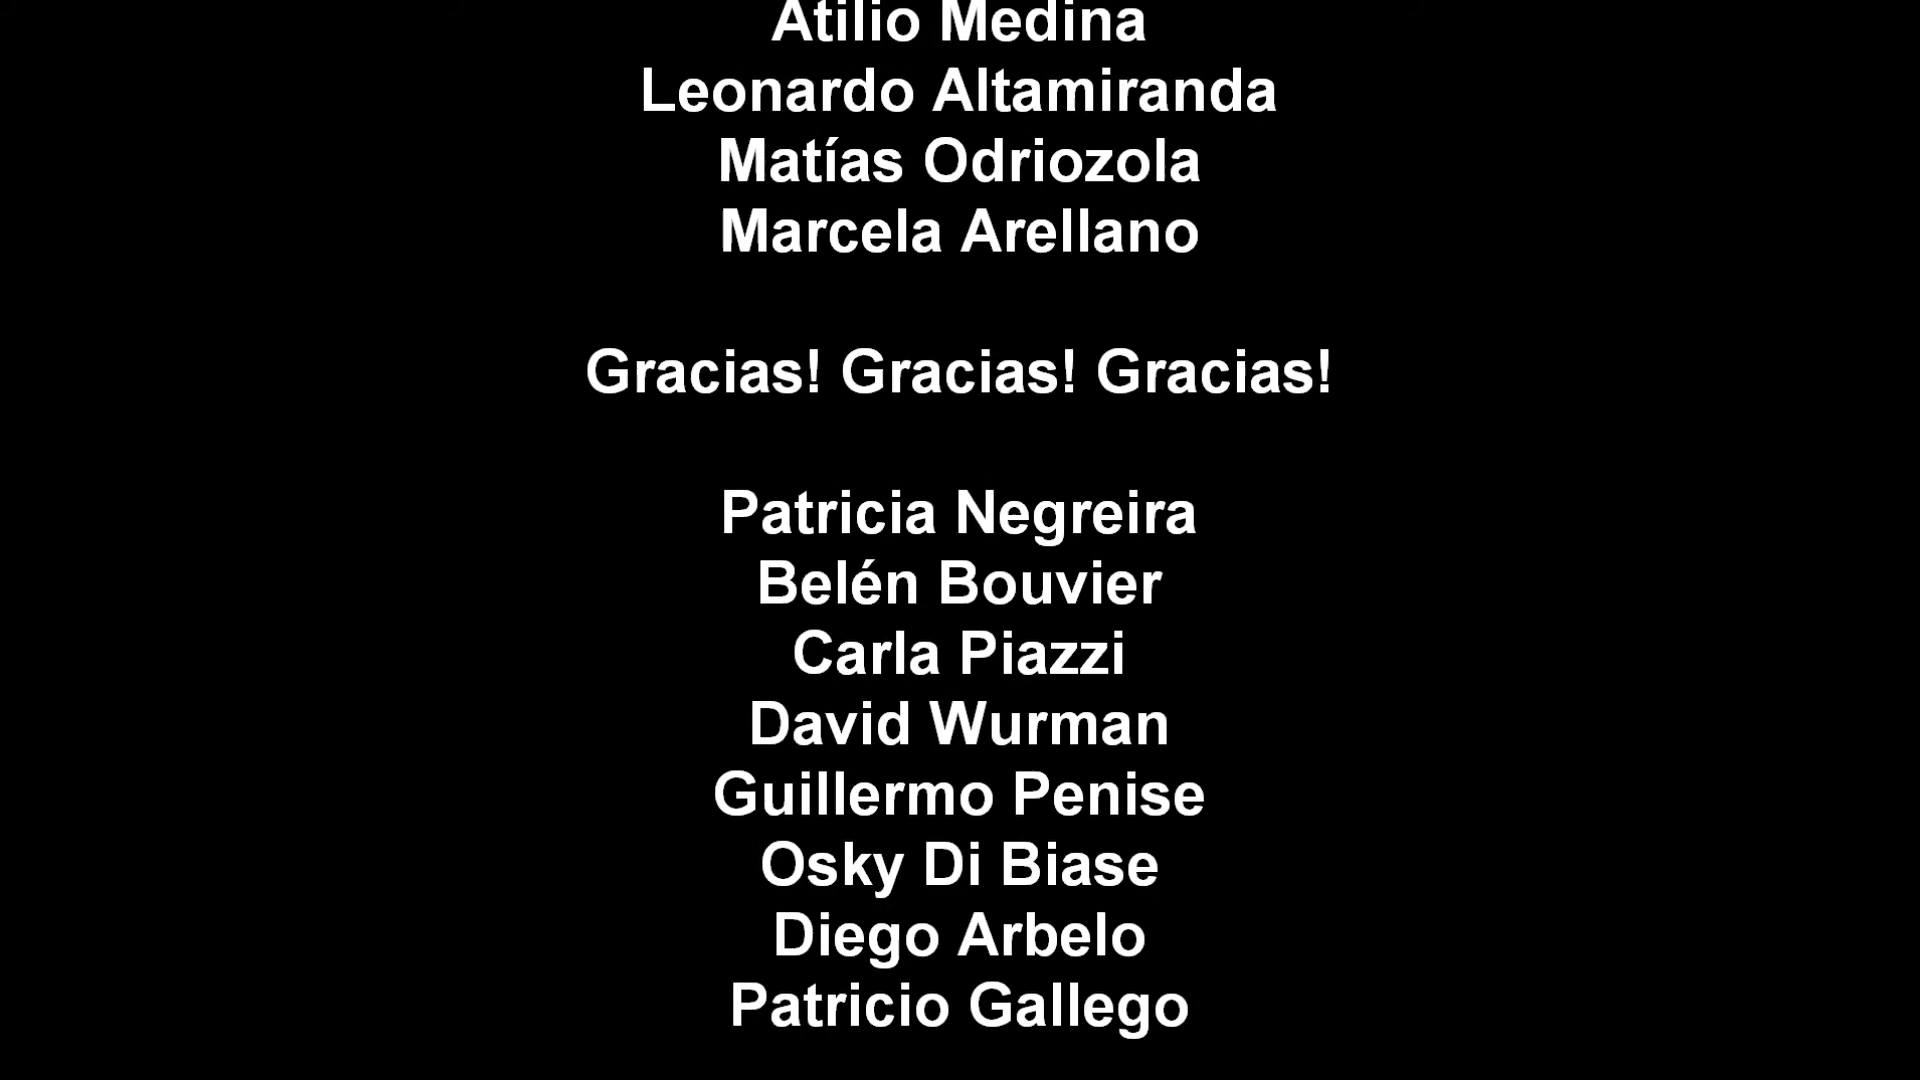 Atilio Medina
Leonardo Altamiranda
Matías Odriozola
Marcela Arellano
Gracias! Gracias! Gracias!
Patricia Negreira
Belén Bouvier
Carla Piazzi
David Wurman
Guillermo Penise
Osky Di Biase
Diego Arbelo
Patricio Gallego